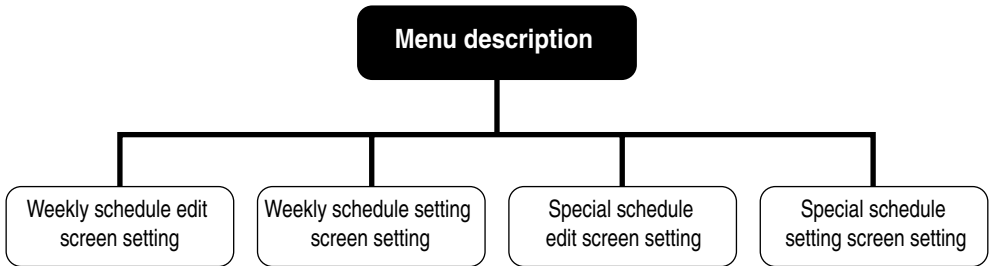 Menu description
Weekly schedule edit
screen setting
Weekly schedule setting
screen setting
Special schedule
edit screen setting
Special schedule
setting screen setting